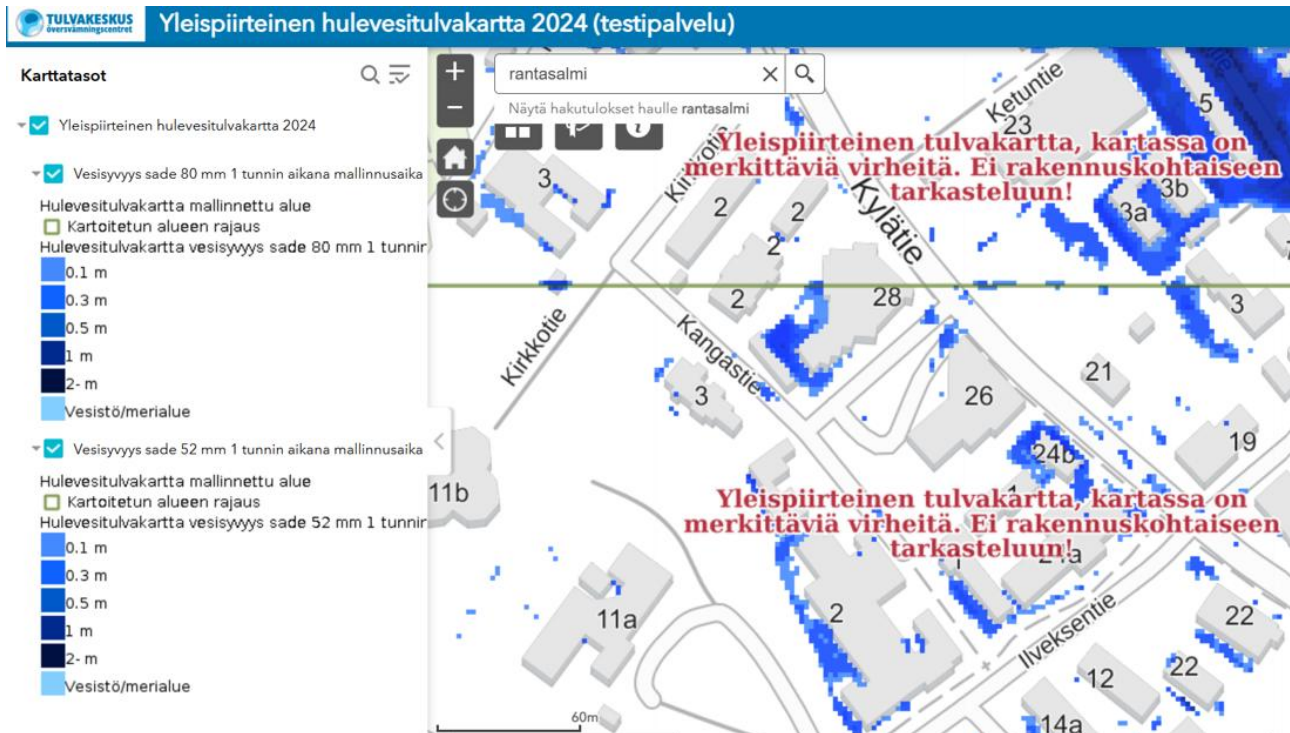 TULVAKESKUS
översvämningscentret
Yleispiirteinen hulevesitulvakartta 2024 (testipalvelu)
Karttatasot
Yleispiirteinen hulevesitulvakartta 2024
Vesisyvyys sade 80 mm 1 tunnin aikana mallinnusaika
Hulevesitulvakartta mallinnettu alue
Kartoitetun alueen rajaus
Hulevesitulvakartta vesisyvyys sade 80 mm 1 tunnin
0.1 m
0.3 m
0.5 m
1 m
2- m
Vesistö/merialue
Vesisyvyys sade 52 mm 1 tunnin aikana mallinnusaika
Hulevesitulvakartta mallinnettu alue
Kartoitetun alueen rajaus
Hulevesitulvakartta vesisyvyys sade 52 mm 1 tunnin
0.1 m
0.3 m
0.5 m
1 m
2- m
Vesistö/merialue
rantasalmi
Näytä hakutulokset haulle rantasalmi
Ketuntie
5
23
Yleispiirteinen tulvakartta, kartassa on
merkittäviä virheitä. Ei rakennuskohtaiseen
tarkasteluun!
3
Kirkkotie
2
2
Kylätie
3a
3b
2
2
28
3
Kirkkotie
Kangastie
3
21
26
19
24b
11b
Yleispiirteinen tulvakartta, kartassa on
merkittäviä virheitä. Ei rakennuskohtaiseen
tarkasteluun!
1
24a
11a
2
Ilveksentie
22
22
12
14a
60m